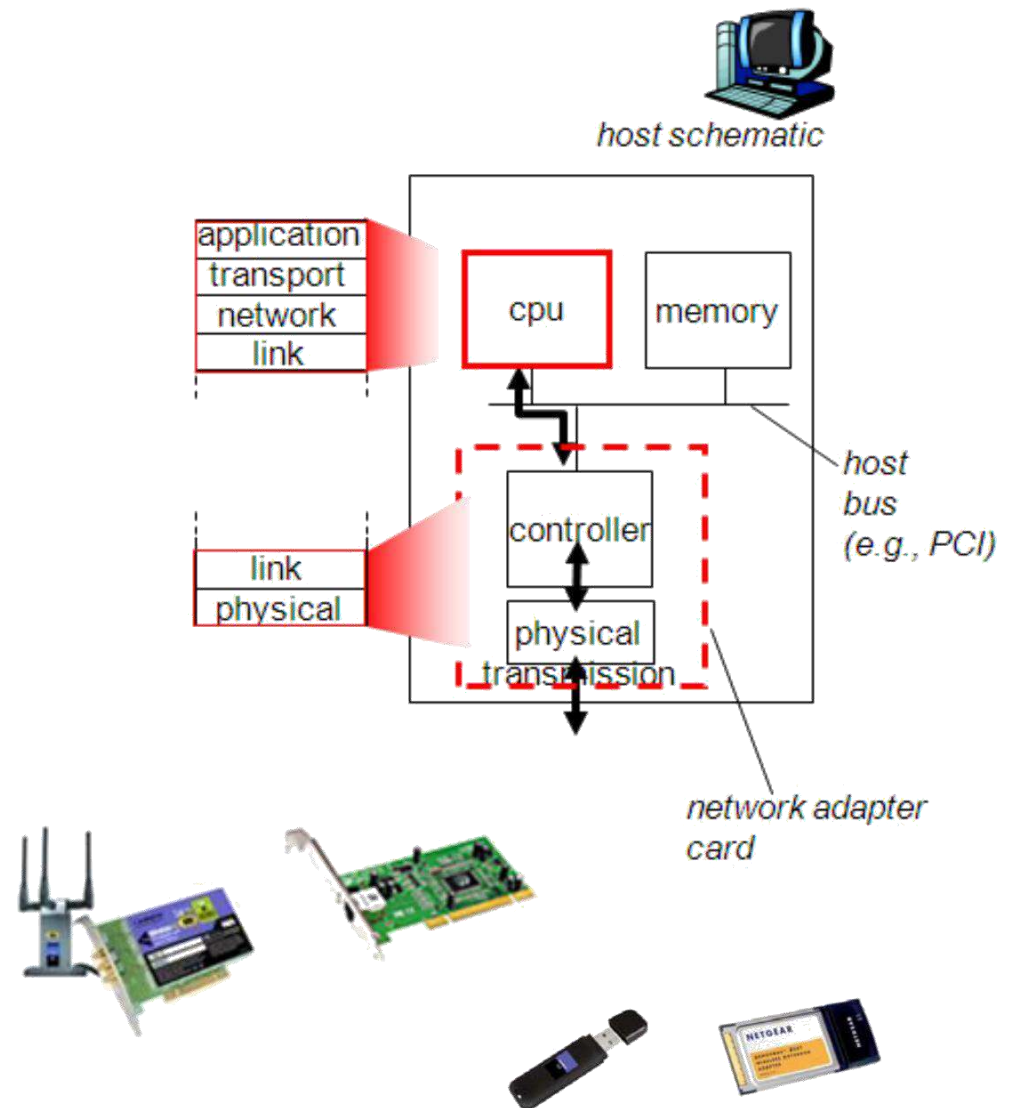 host schematic
application
transport
network
link
cpu
memory
host
bus
(e.g., PCI)
controller
link
physical
physical
transmission
network adapter
card
NETGEAR